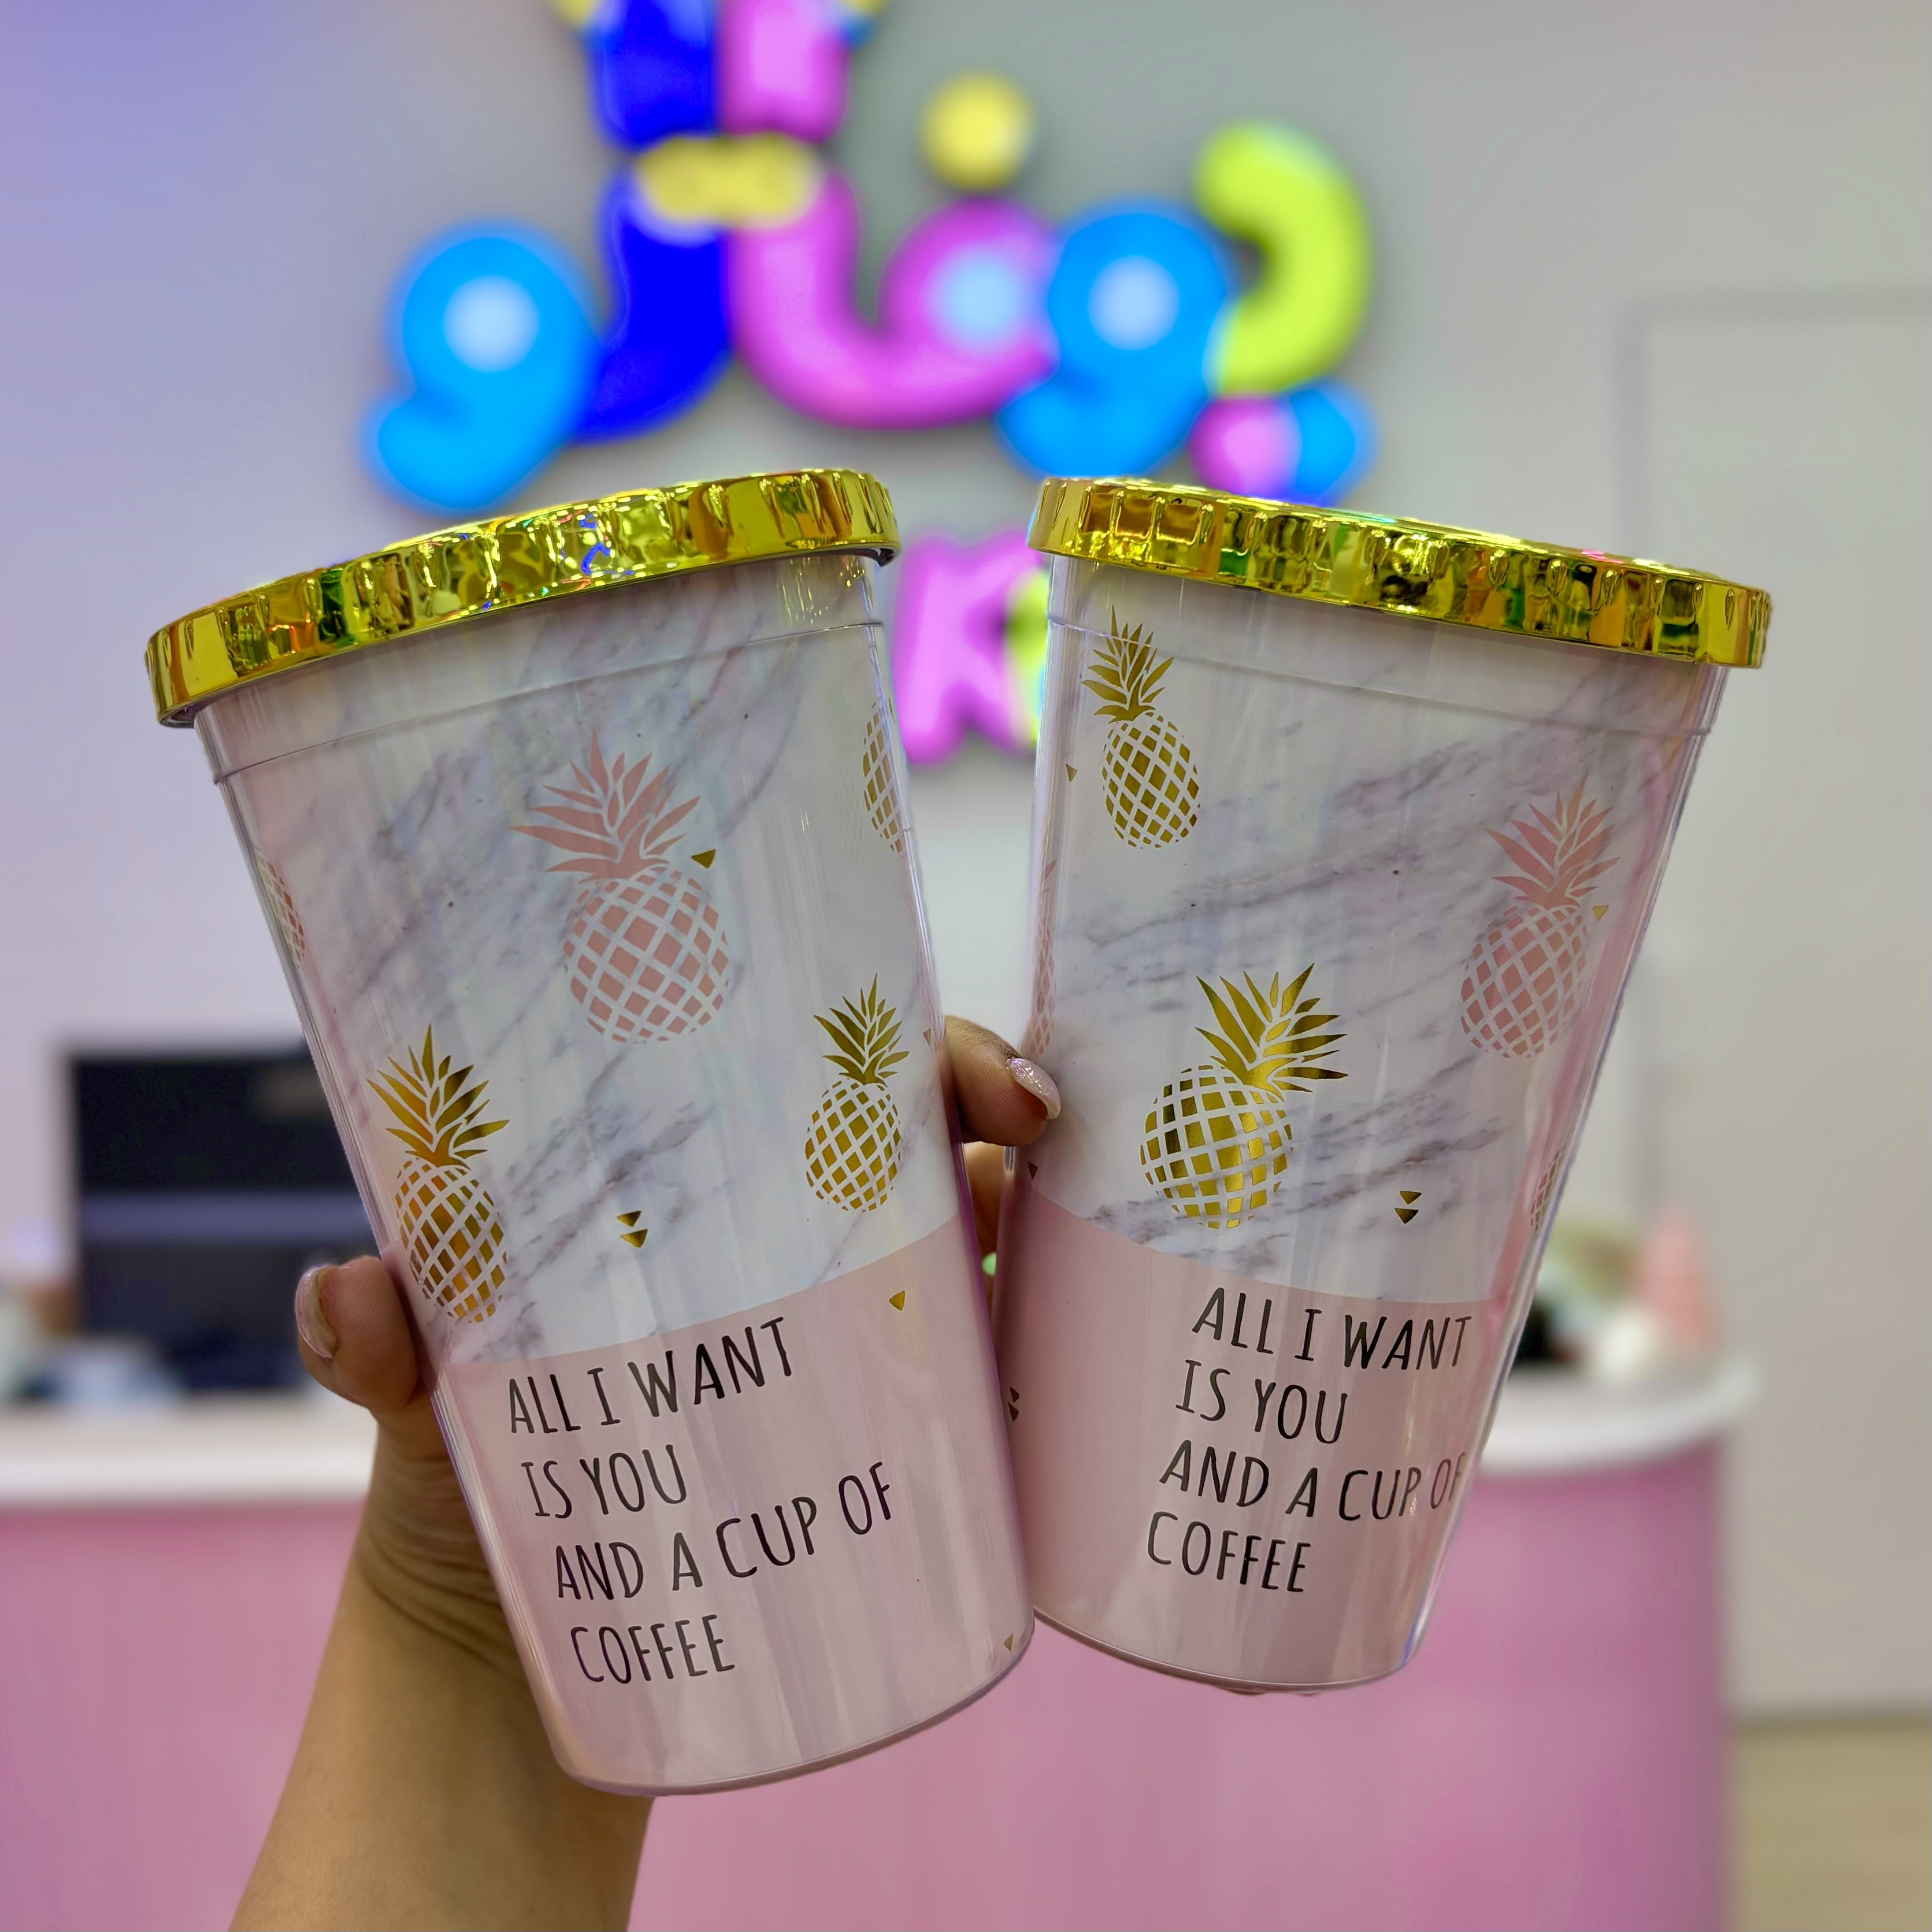 ALL I WANT
IS YOU
AND A CUP OF
COFFEE
ALL I WANT
IS YOU
AND A CUP OF
COFFEE